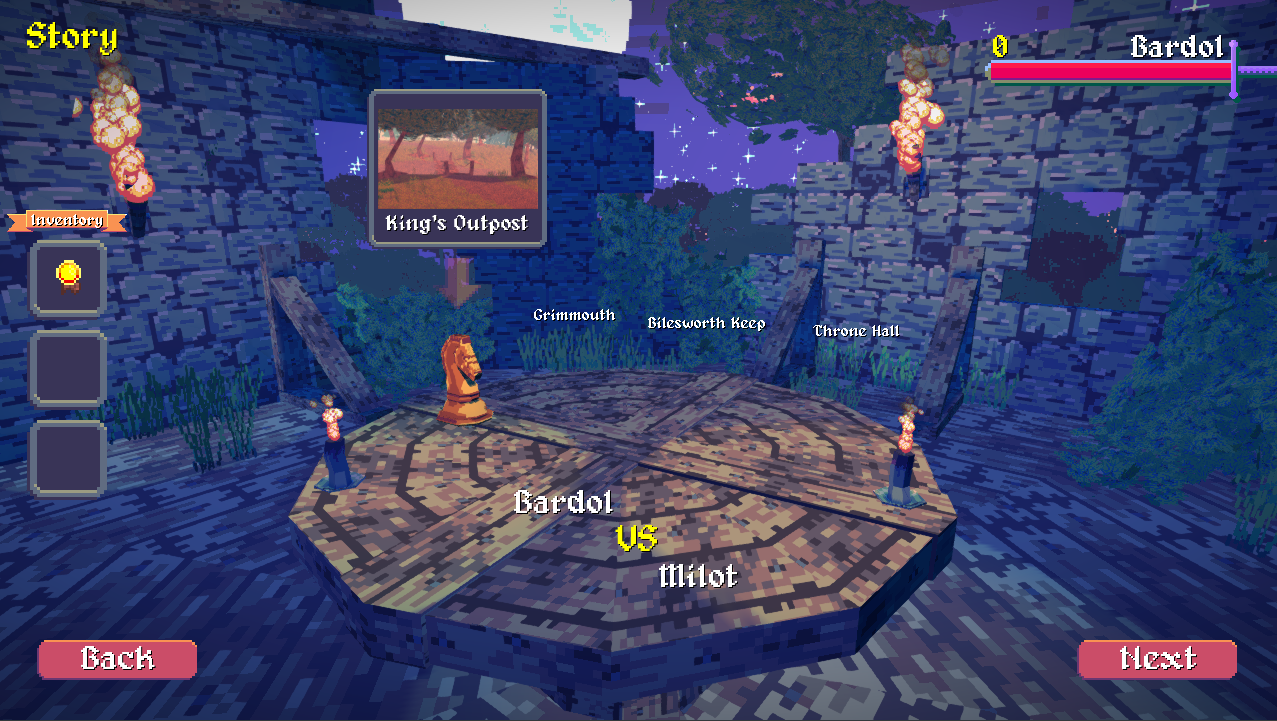 Story
0
Bardol
Inventory
King's Outpost
Grimmouth
Bilesworth Keep
Throne Hall
Bardol
VS
Milot
Back
Next